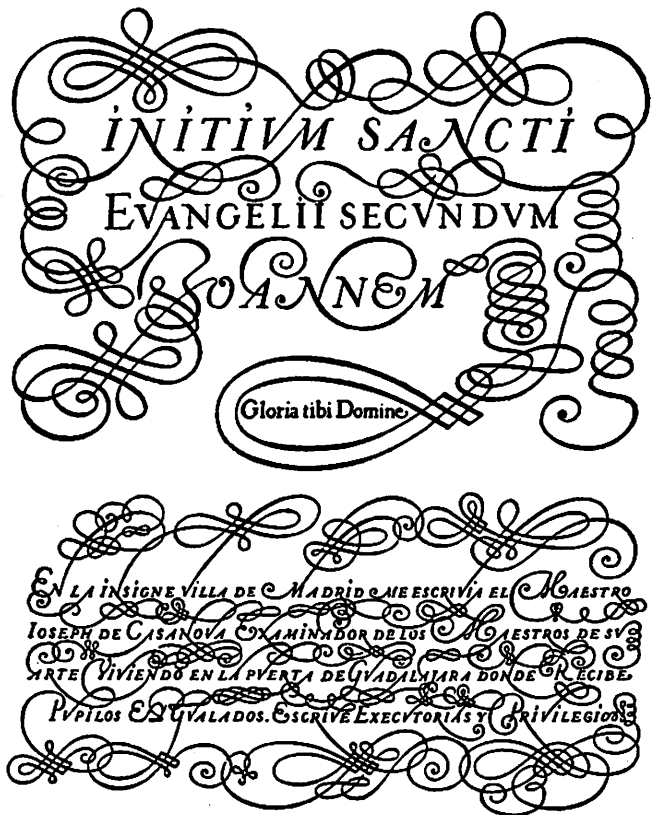 INITIVM SANCTI
EVANGELII SECVNDVM
IOANNEM
Gloria tibi Domine
EN LA INSIGNE VILLA DE MADRID ME ESCRIVIA EL MAESTRO
IOSEPH DE CASANOVA EXAMINADOR DE LOS MAESTROS DE SV
ARTE VIVIENDO EN LA PVERTA DE GVADALAJARA DONDE RECIBE
PVPILOS E YGVALADOS. ESCRIVE EXECVTORIAS Y PRIVILEGIOS